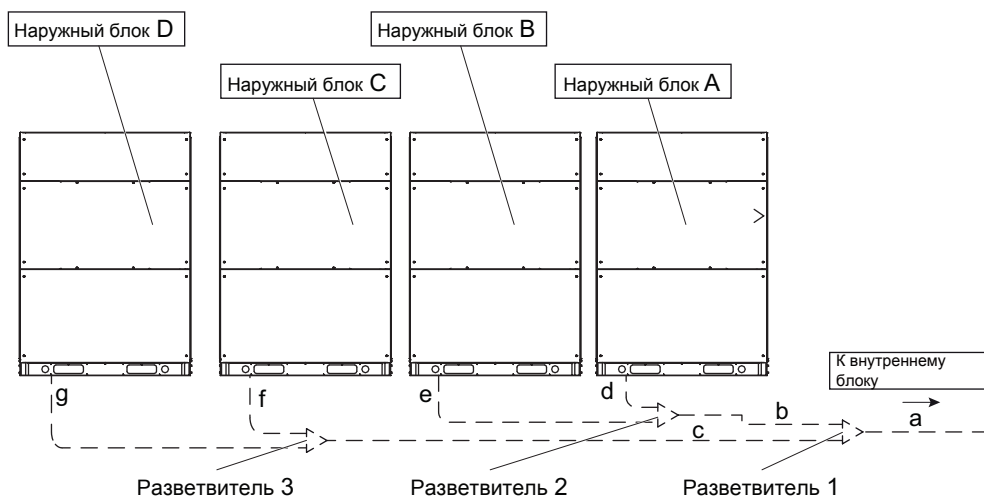 Наружный блок D
Наружный блок B
Наружный блок C
Наружный блок A
К внутреннему
блоку
g
f
e
d
b
c
a
Разветвитель 3
Разветвитель 2
Разветвитель 1